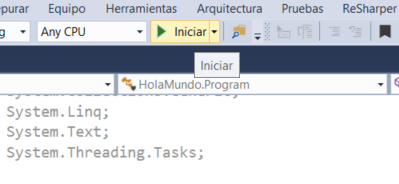 epurar Equipo Herramientas Arquitectura Pruebas ReSharper
g Any CPU Iniciar
Iniciar
HolaMundo.Program
System.Linq;
System.Text;
System.Threading.Tasks;